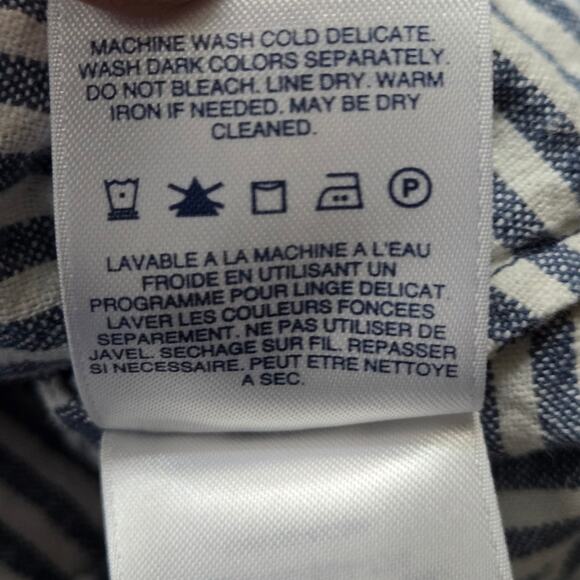 MACHINE WASH COLD DELICATE.
WASH DARK COLORS SEPARATELY.
DO NOT BLEACH. LINE DRY. WARM
IRON IF NEEDED. MAY BE DRY
CLEANED.
P
LAVABLE A LA MACHINE A L'EAU
FROIDE EN UTILISANT UN
PROGRAMME POUR LINGE DELICAT.
LAVER LES COULEURS FONCEES
SEPAREMENT. NE PAS UTILISER DE
JAVEL. SECHAGE SUR FIL. REPASSER
SI NECESSAIRE. PEUT ETRE NETTOYE
A SEC.